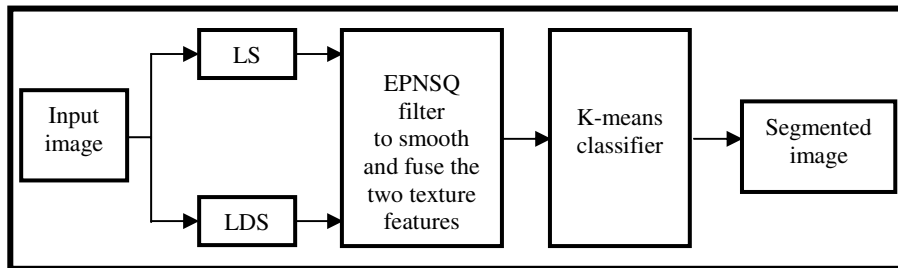 Input
image
LS
LDS
EPNSQ
filter
to smooth
and fuse the
two texture
features
K-means
classifier
Segmented
image